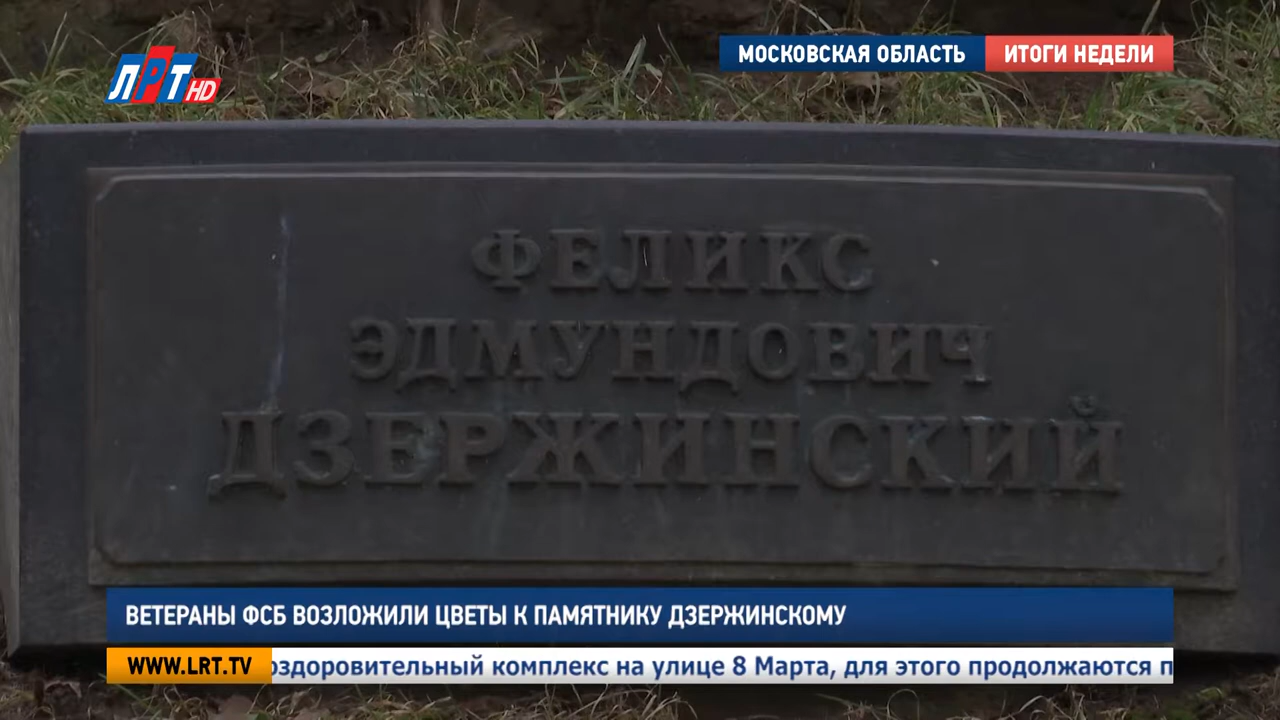 ЛРТ HD
МОСКОВСКАЯ ОБЛАСТЬ ИТОГИ НЕДЕЛИ
ФЕЛИКС
ЭДМУНДОВИЧ
ДЗЕРЖИНСКИЙ
ВЕТЕРАНЫ ФСБ ВОЗЛОЖИЛИ ЦВЕТЫ К ПАМЯТНИКУ ДЗЕРЖИНСКОМУ
WWW.LRT.TV оздоровительный комплекс на улице 8 Марта, для этого продолжаются п